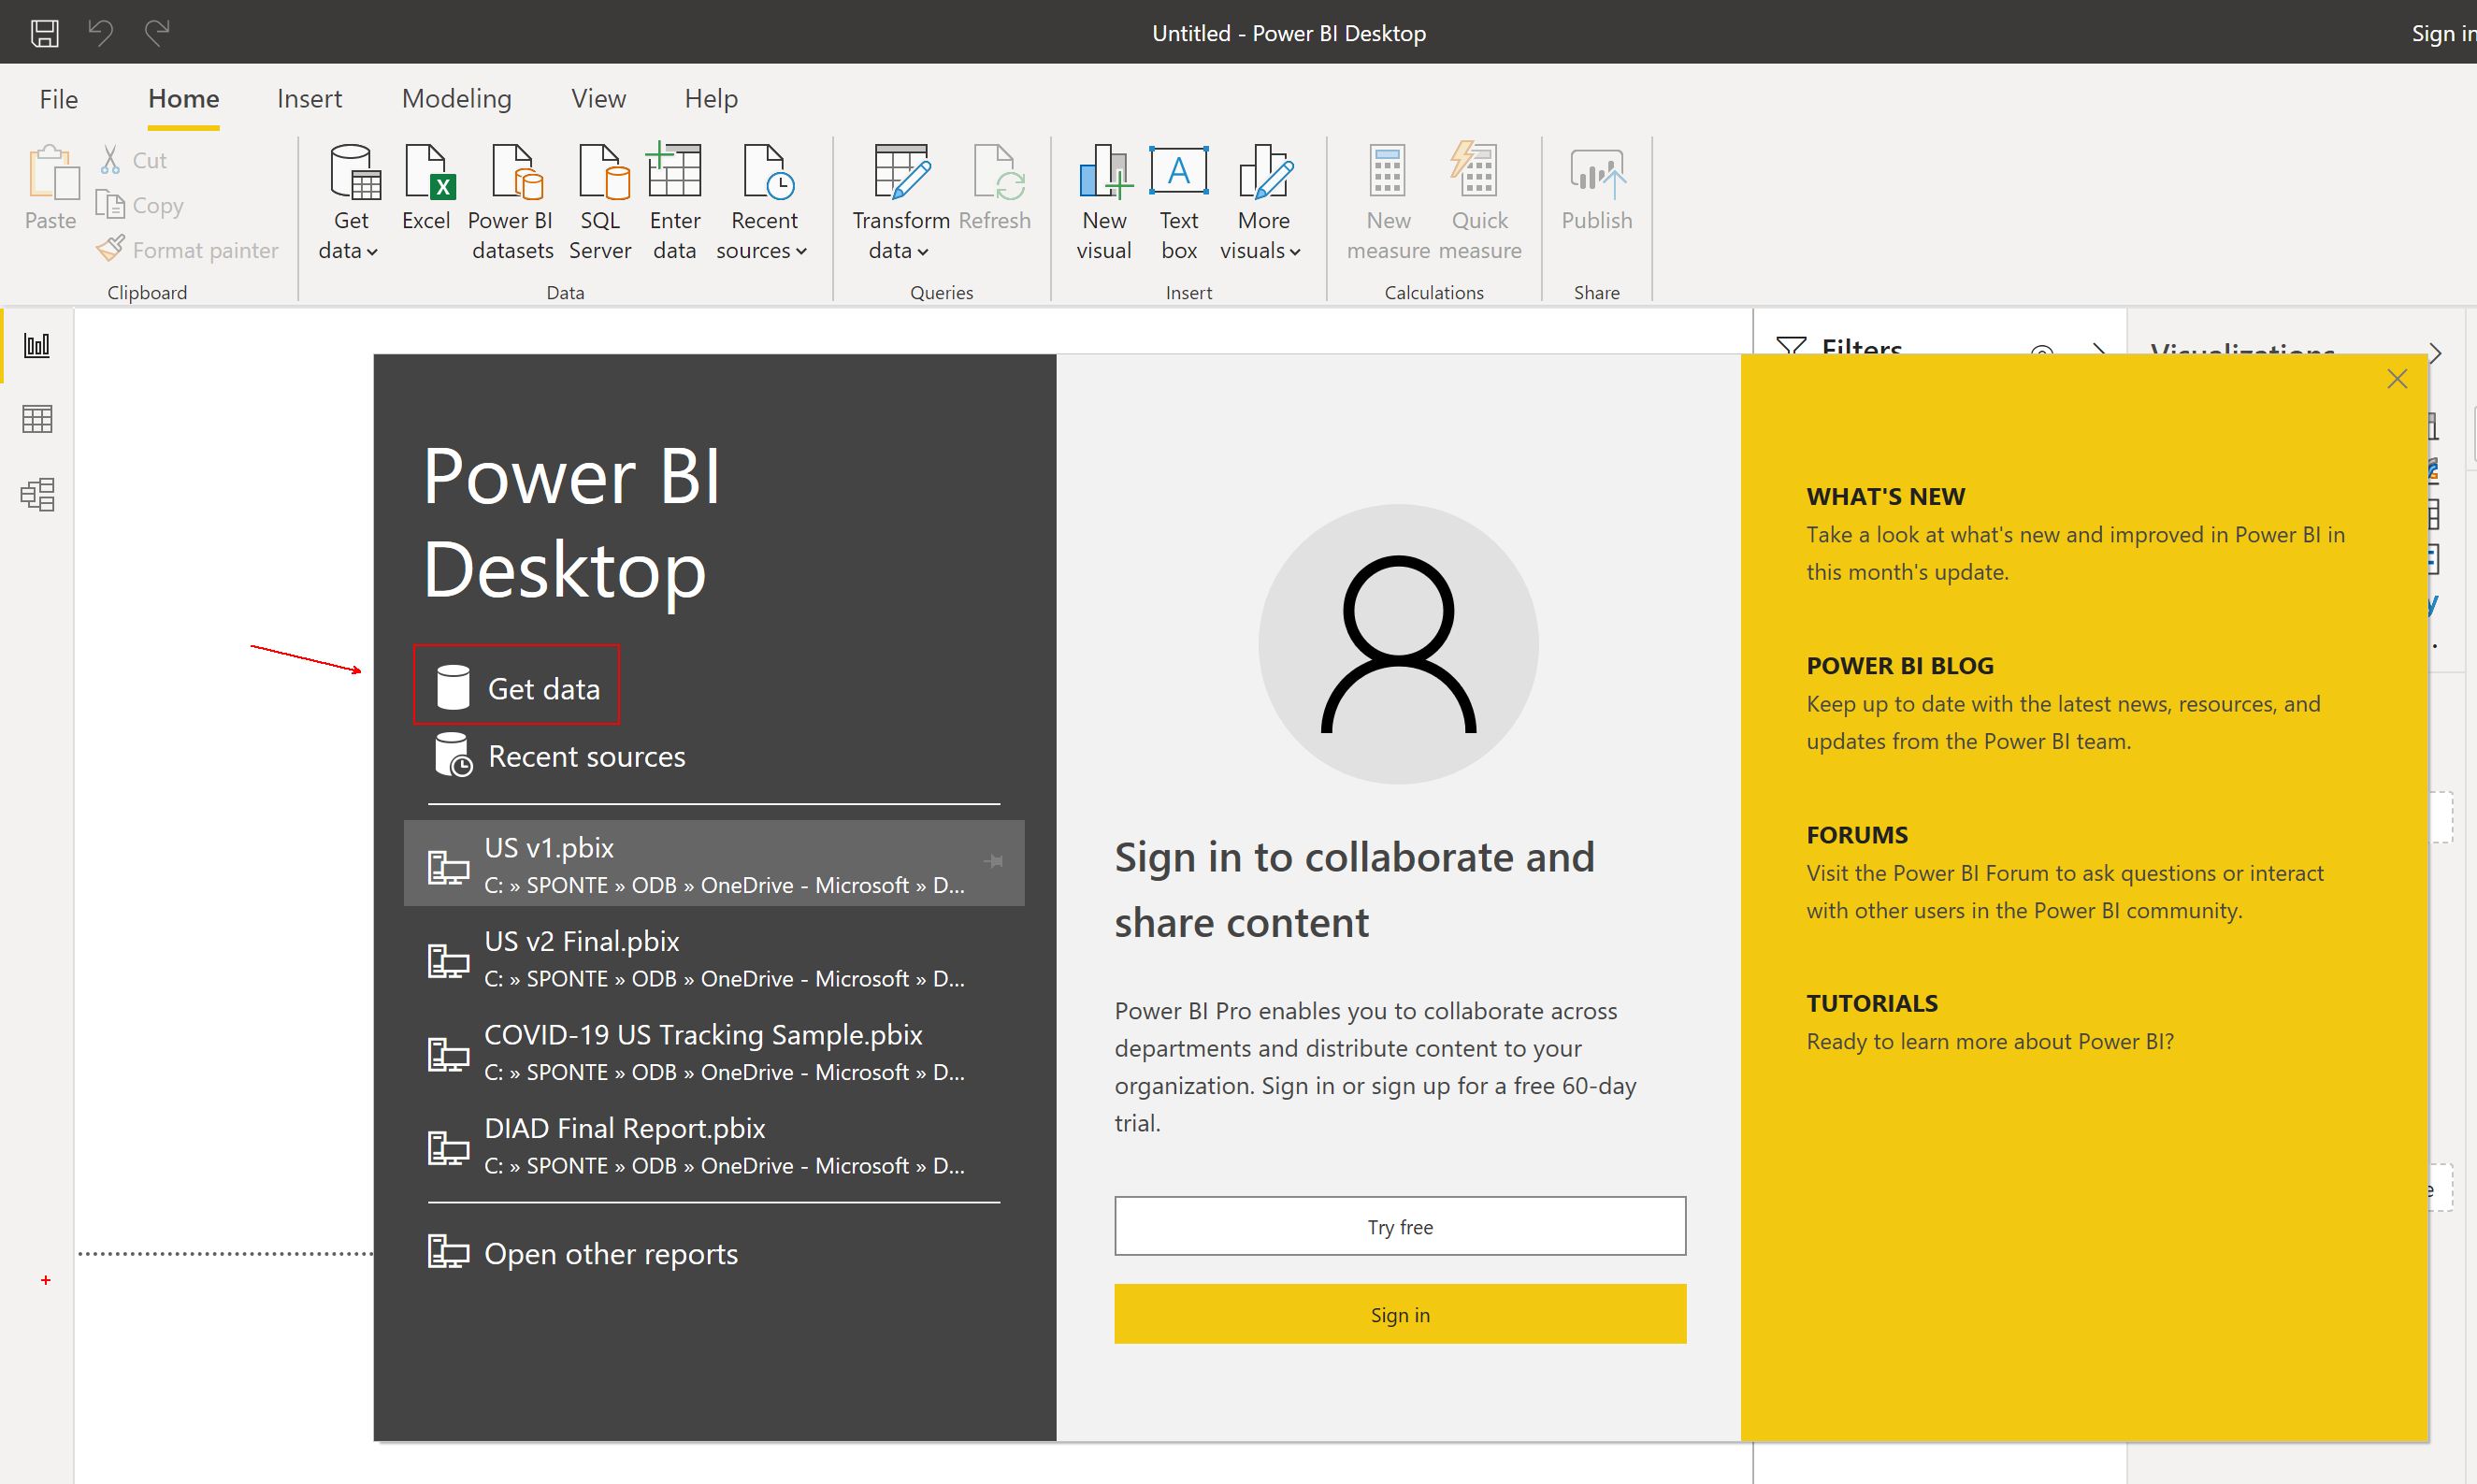 Untitled - Power BI Desktop
Sign in
File
Home
Insert
Modeling
View
Help
Paste
Cut
Copy
Format painter
Clipboard
Get data
Excel
Power BI datasets
SQL Server
Enter data
Recent sources
Data
Transform data
Refresh
Queries
New visual
Text box
More visuals
Insert
New measure
Quick measure
Calculations
Publish
Share
Filters
Visualizations
Power BI
Desktop
Get data
Recent sources
US v1.pbix
C: » SPONTE » ODB » OneDrive - Microsoft » D...
US v2 Final.pbix
C: » SPONTE » ODB » OneDrive - Microsoft » D...
COVID-19 US Tracking Sample.pbix
C: » SPONTE » ODB » OneDrive - Microsoft » D...
DIAD Final Report.pbix
C: » SPONTE » ODB » OneDrive - Microsoft » D...
Open other reports
Sign in to collaborate and
share content
Power BI Pro enables you to collaborate across
departments and distribute content to your
organization. Sign in or sign up for a free 60-day
trial.
Try free
Sign in
WHAT'S NEW
Take a look at what's new and improved in Power BI in
this month's update.
POWER BI BLOG
Keep up to date with the latest news, resources, and
updates from the Power BI team.
FORUMS
Visit the Power BI Forum to ask questions or interact
with other users in the Power BI community.
TUTORIALS
Ready to learn more about Power BI?